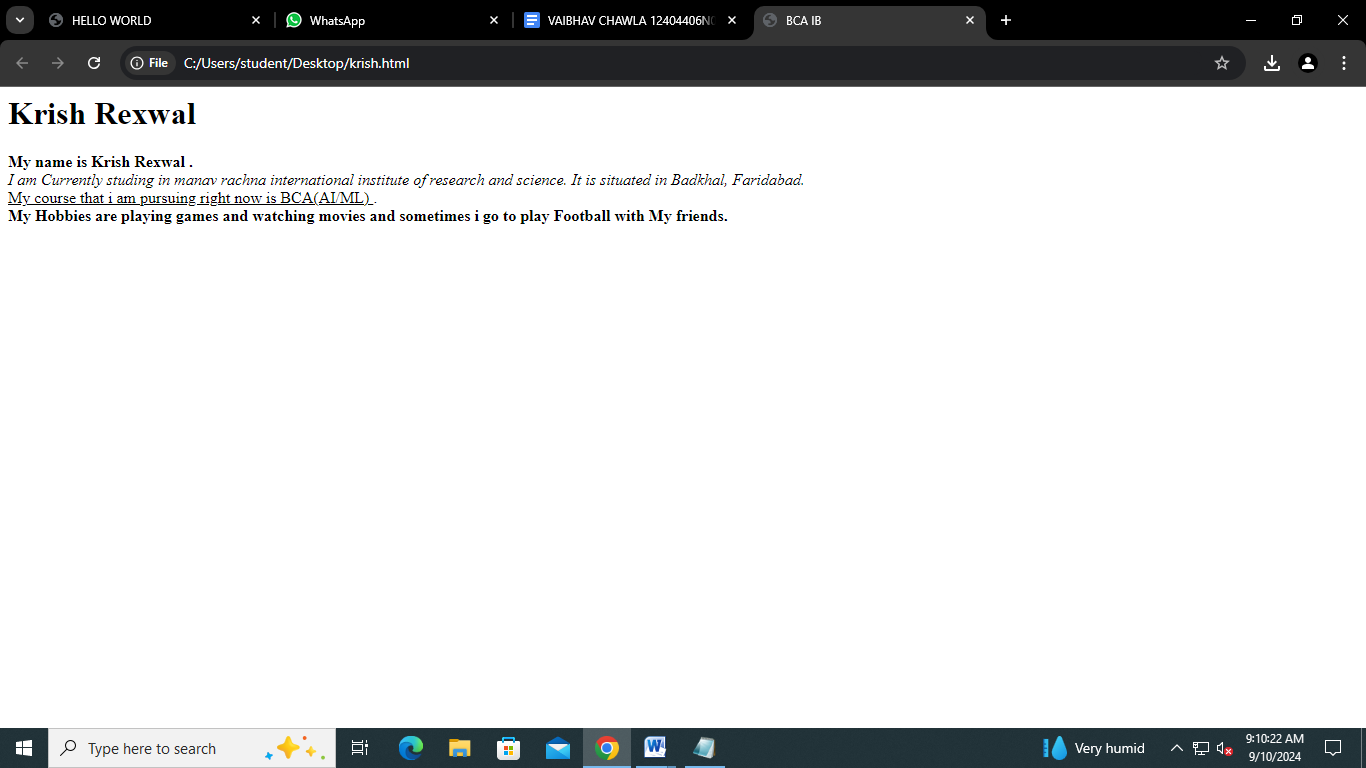 HELLO WORLD
WhatsApp
VAIBHAV CHAWLA 12404406
BCA IB
File
C:/Users/student/Desktop/krish.html
Krish Rexwal
My name is Krish Rexwal .
I am Currently studing in manav rachna international institute of research and science. It is situated in Badkhal, Faridabad.
My course that i am pursuing right now is BCA(AI/ML) .
My Hobbies are playing games and watching movies and sometimes i go to play Football with My friends.
Type here to search
Very humid
9:10:22 AM
9/10/2024